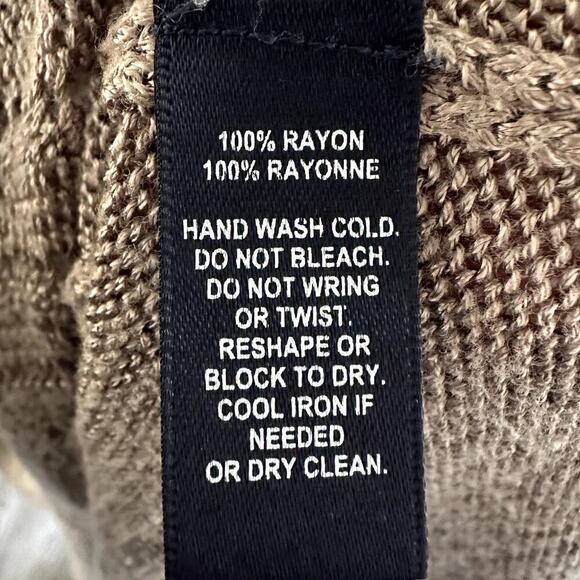 100% RAYON
100% RAYONNE
HAND WASH COLD.
DO NOT BLEACH.
DO NOT WRING
OR TWIST.
RESHAPE OR
BLOCK TO DRY.
COOL IRON IF
NEEDED
OR DRY CLEAN.